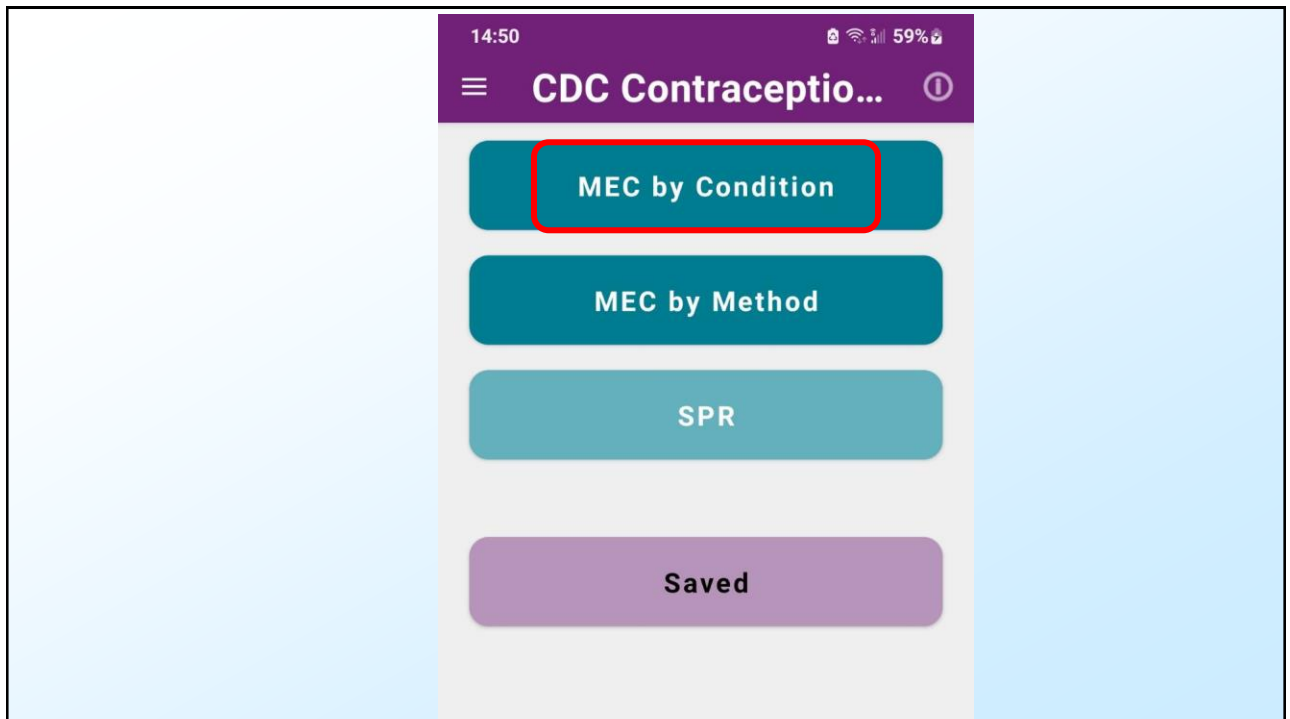 14:50 59%
CDC Contraceptio...
MEC by Condition
MEC by Method
SPR
Saved